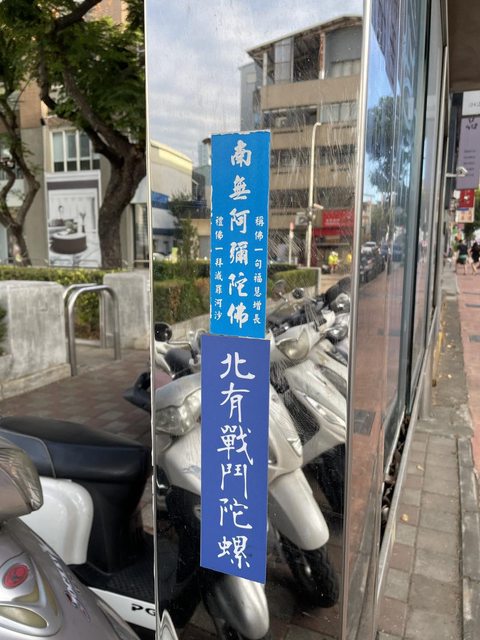 南無阿彌陀佛
稱佛一句福慧增長
禮佛一拜滅罪河沙
北有戰鬥陀螺